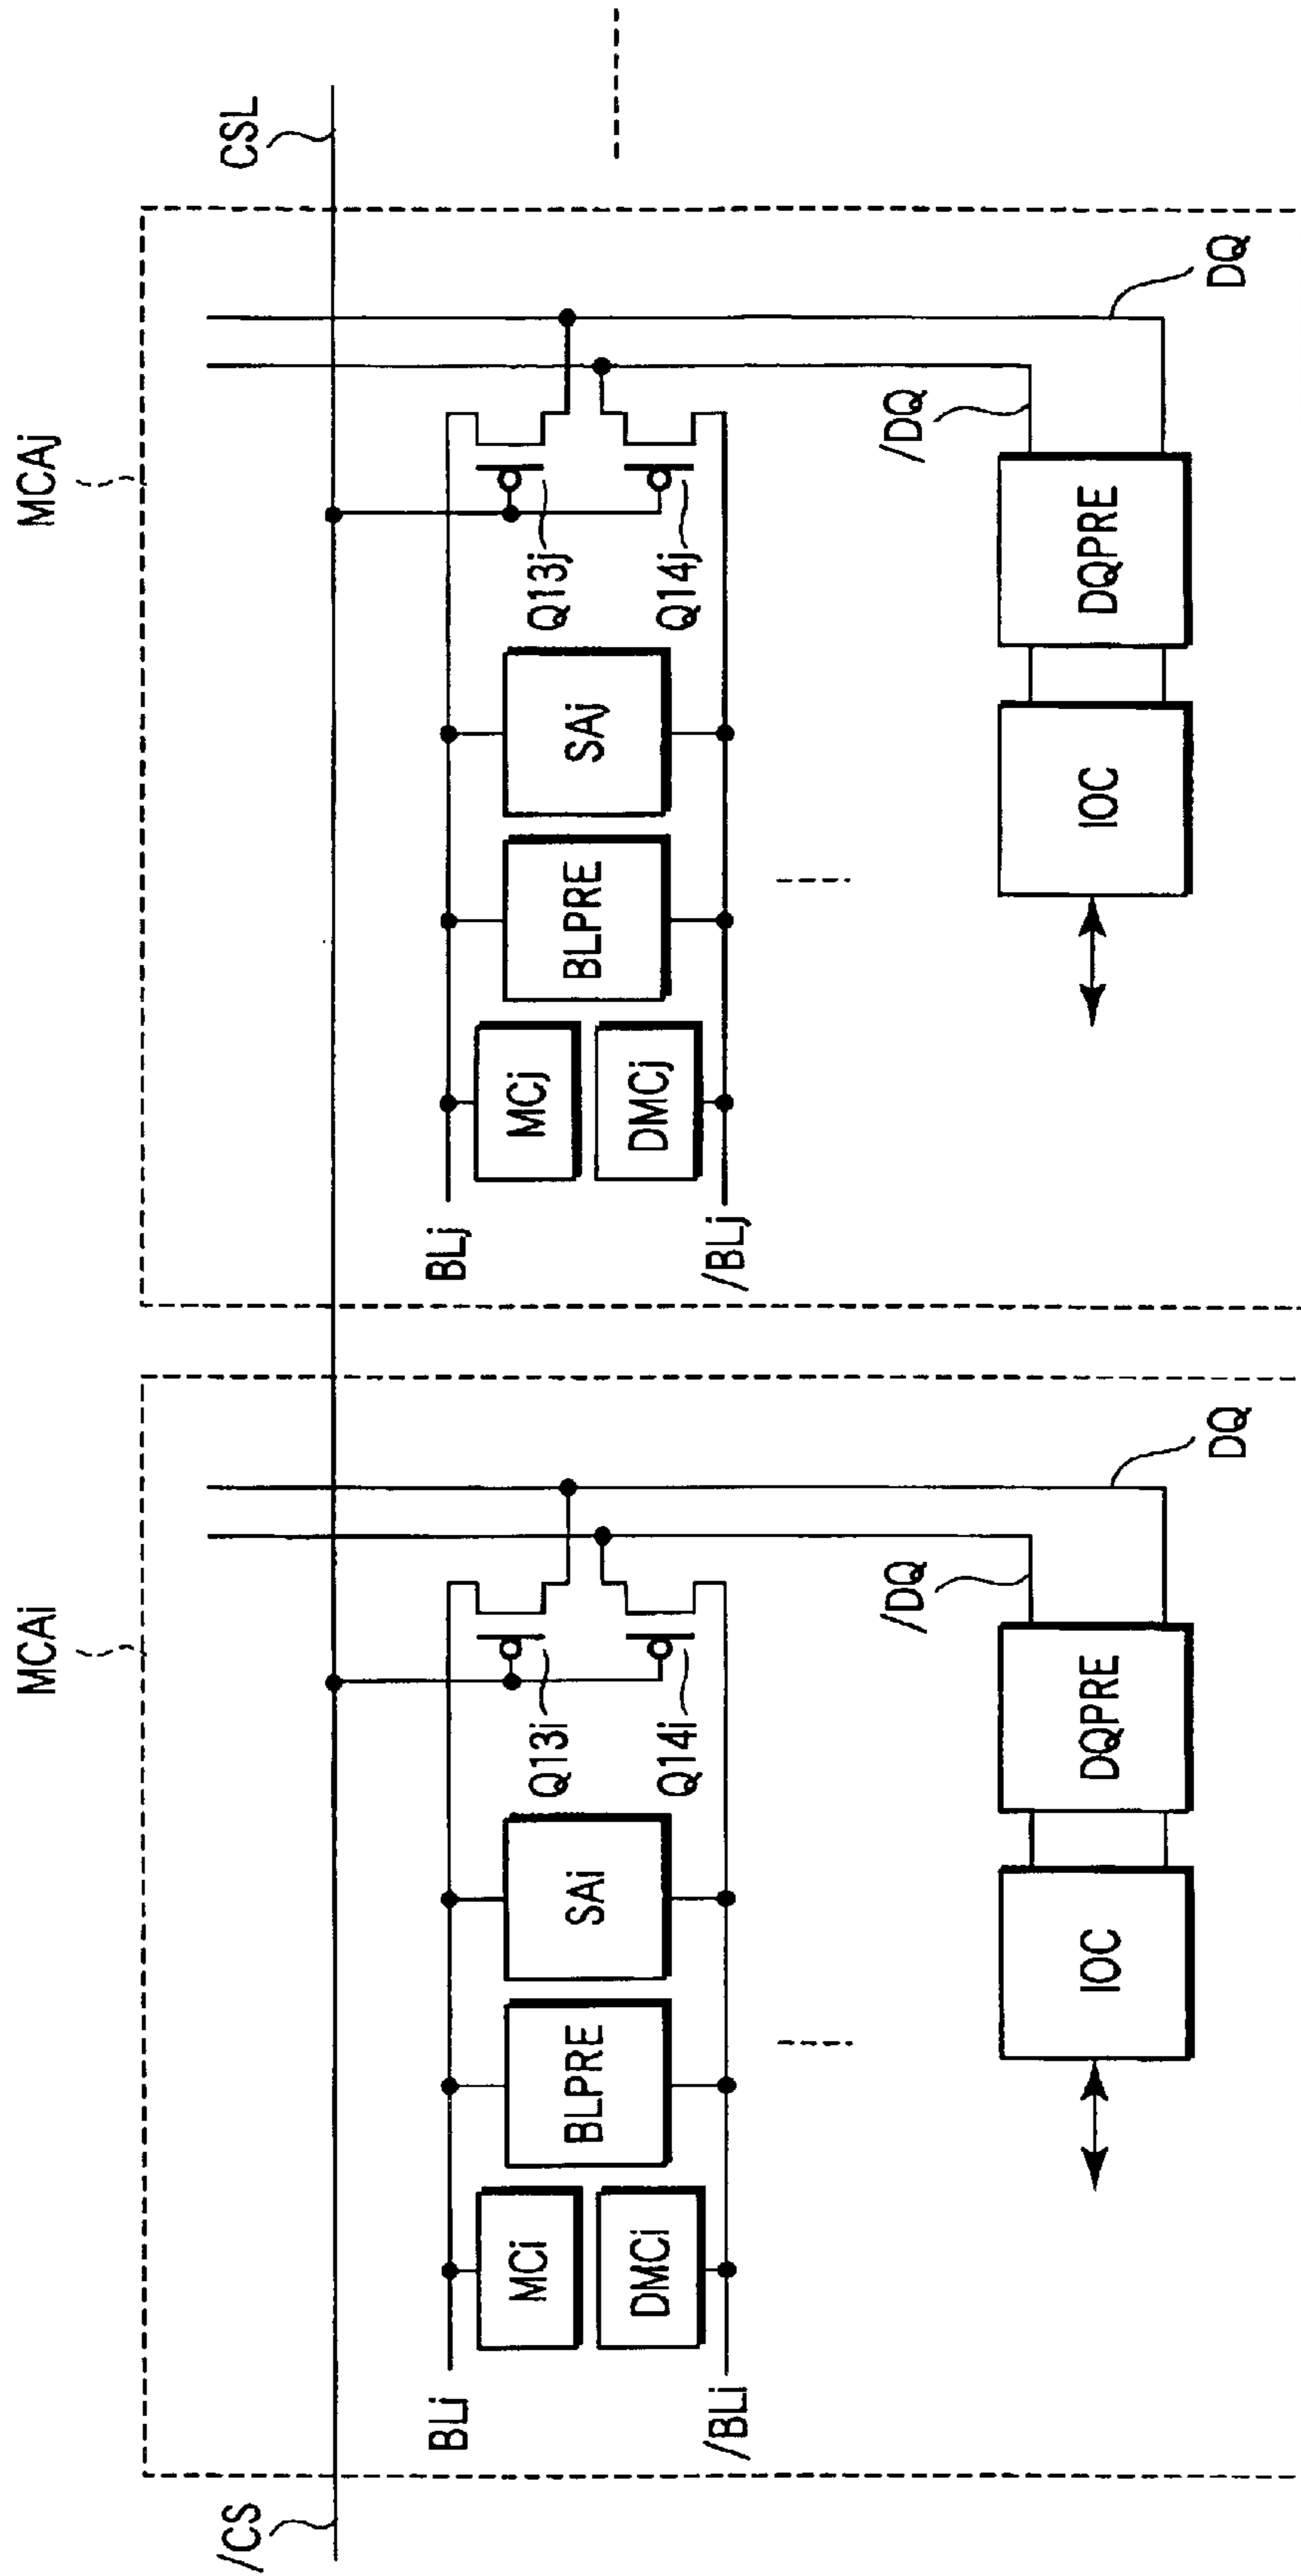 MCAi
MCAj
/CS
CSL
BLi
MCi
DMCi
/BLi
BLPRE
SAi
Q13i
Q14i
/DQ
DQ
IOC
DQPRE
BLj
MCj
DMCj
/BLj
BLPRE
SAj
Q13j
Q14j
/DQ
DQ
IOC
DQPRE